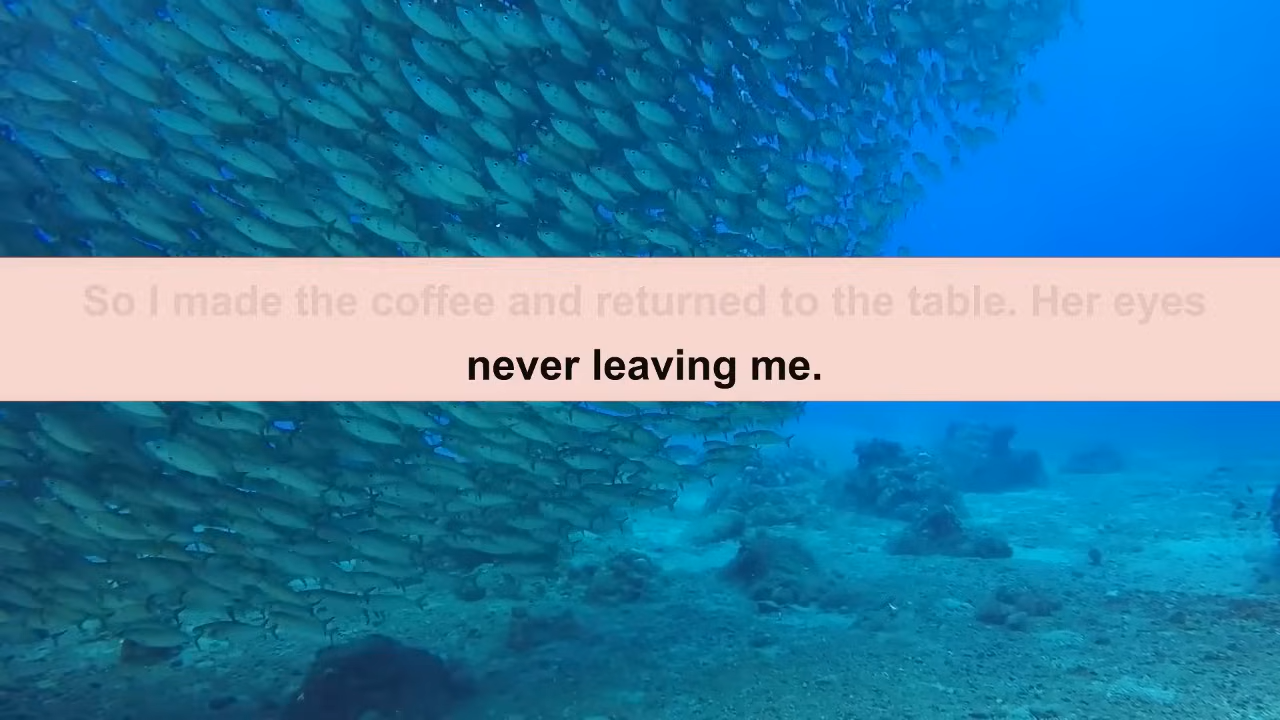 So I made the coffee and returned to the table. Her eyes
never leaving me.